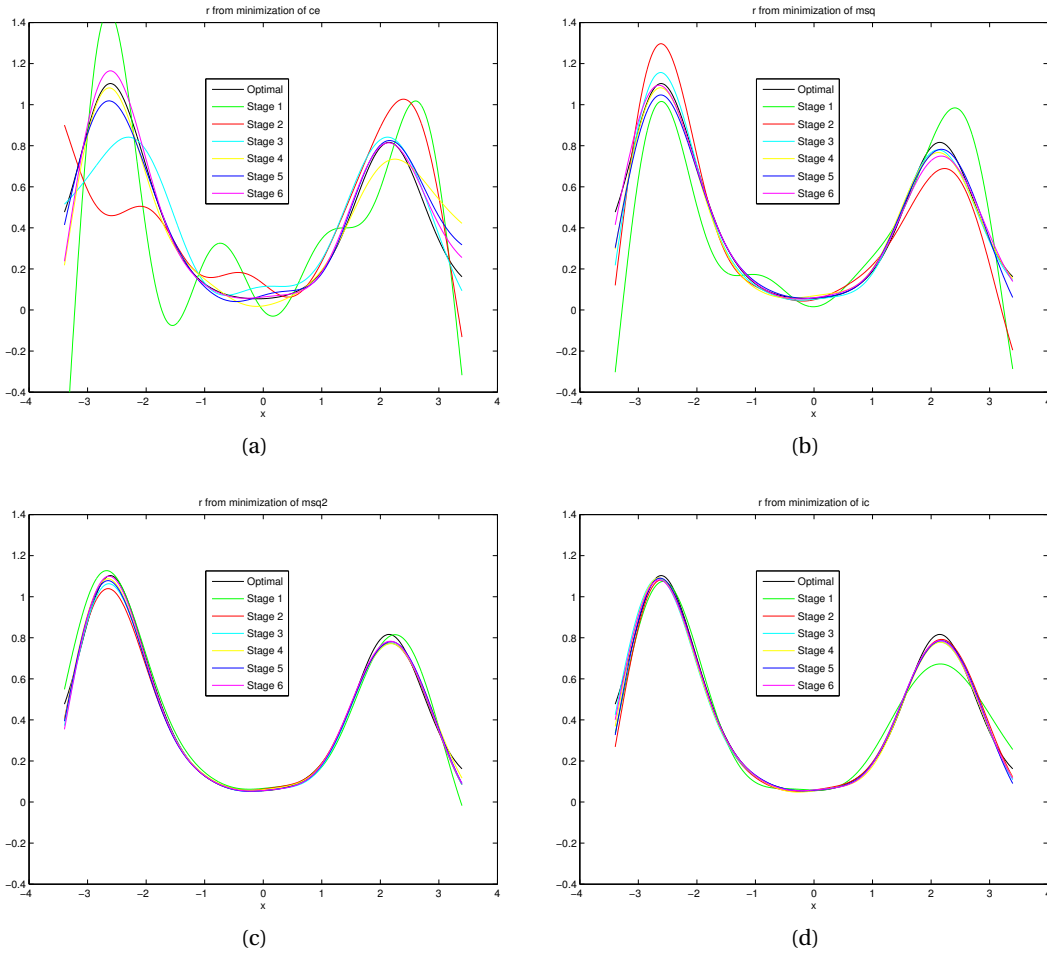 r from minimization of ce
1.4
1.2
1
0.8
0.6
0.4
0.2
0
−0.2
−0.4
−4 −3 −2 −1 0 1 2 3 4
x
Optimal
Stage 1
Stage 2
Stage 3
Stage 4
Stage 5
Stage 6
(a)
r from minimization of msq
1.4
1.2
1
0.8
0.6
0.4
0.2
0
−0.2
−0.4
−4 −3 −2 −1 0 1 2 3 4
x
Optimal
Stage 1
Stage 2
Stage 3
Stage 4
Stage 5
Stage 6
(b)
r from minimization of msq2
1.4
1.2
1
0.8
0.6
0.4
0.2
0
−0.2
−0.4
−4 −3 −2 −1 0 1 2 3 4
x
Optimal
Stage 1
Stage 2
Stage 3
Stage 4
Stage 5
Stage 6
(c)
r from minimization of ic
1.4
1.2
1
0.8
0.6
0.4
0.2
0
−0.2
−0.4
−4 −3 −2 −1 0 1 2 3 4
x
Optimal
Stage 1
Stage 2
Stage 3
Stage 4
Stage 5
Stage 6
(d)